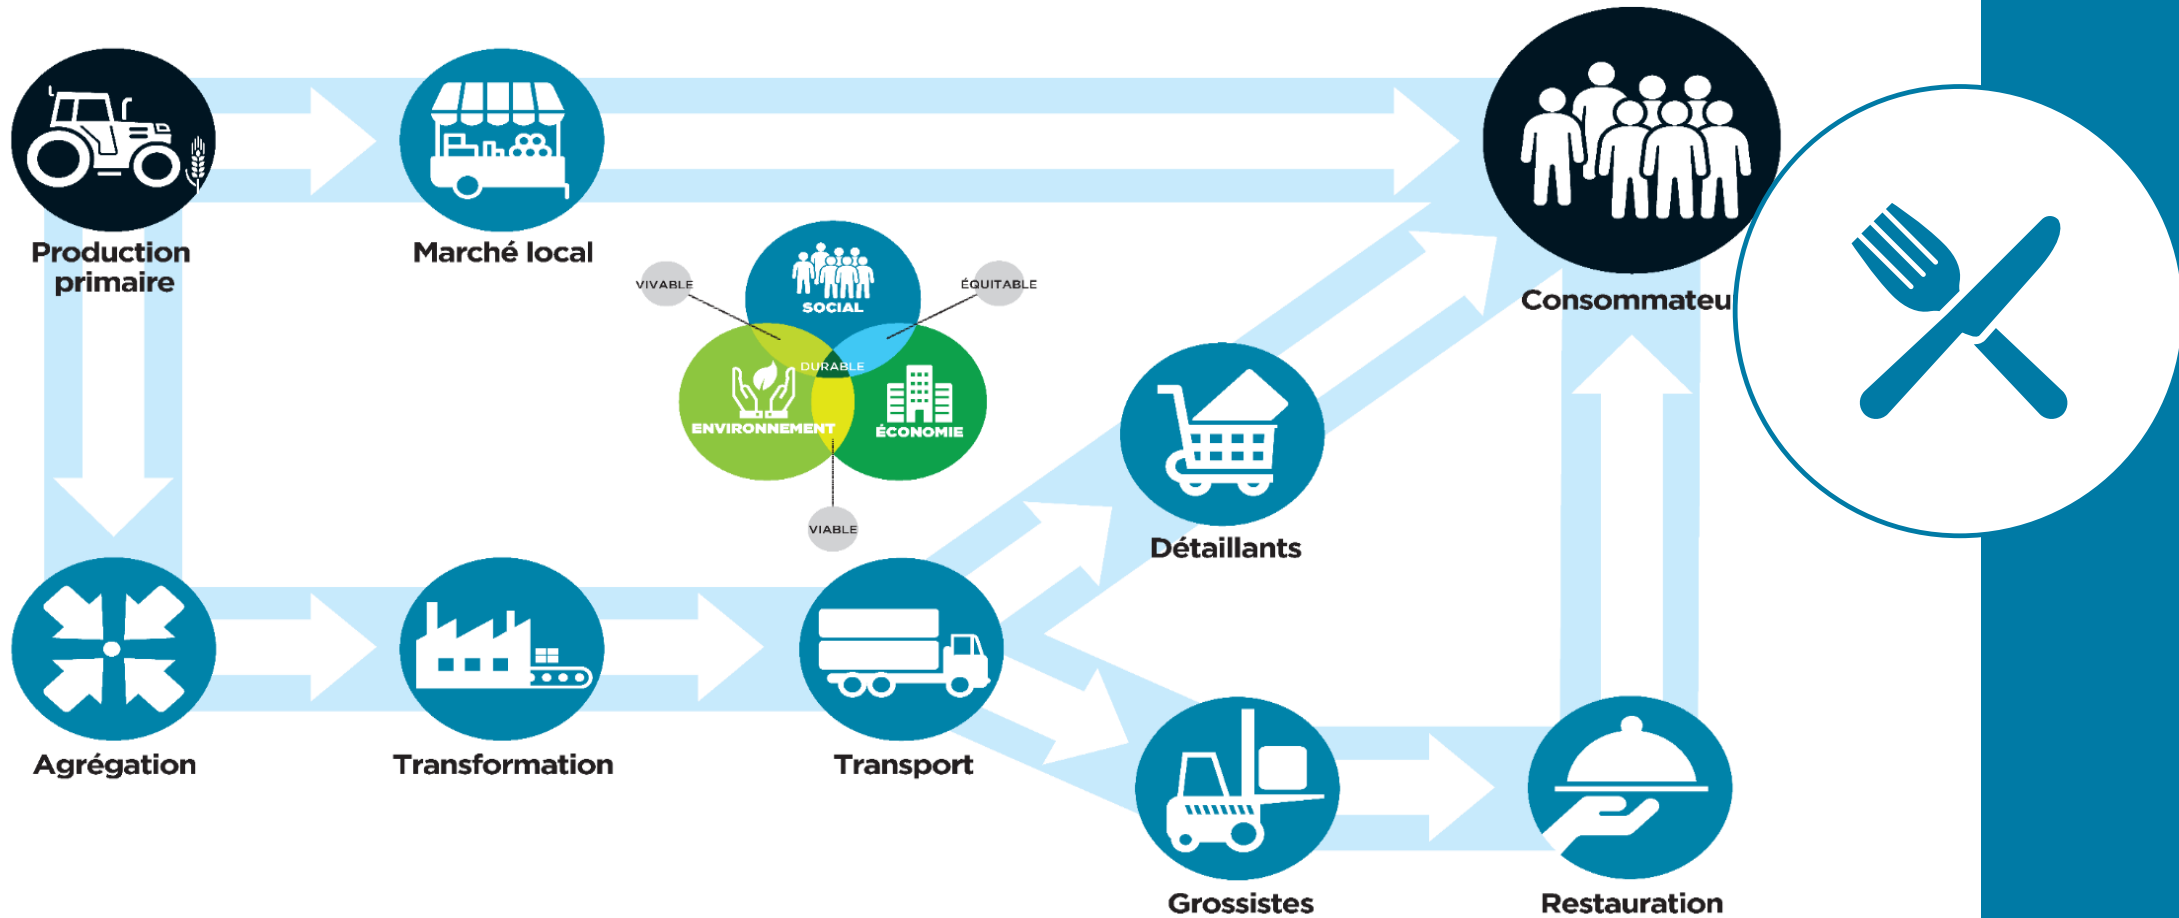 Production
primaire
Marché local
Consommateu
VIVABLE
ÉQUITABLE
SOCIAL
DURABLE
ENVIRONNEMENT
ÉCONOMIE
VIABLE
Détaillants
Agrégation
Transformation
Transport
Grossistes
Restauration